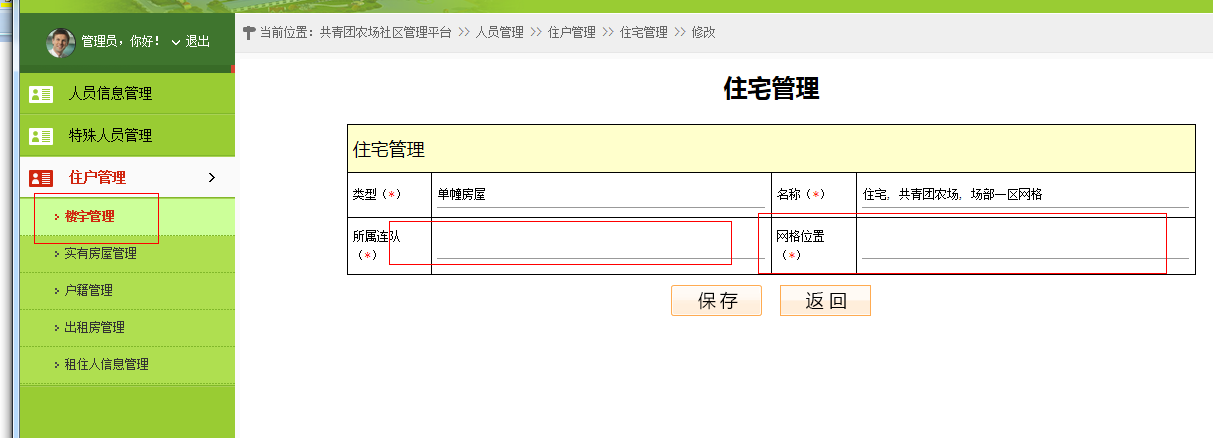 管理员，你好！ 退出
当前位置：共青团农场社区管理平台 >> 人员管理 >> 住户管理 >> 住宅管理 >> 修改
人员信息管理
特殊人员管理
住户管理
楼宇管理
实有房屋管理
户籍管理
出租房管理
租住人信息管理
住宅管理
住宅管理
类型（*） 单幢房屋 名称（*） 住宅, 共青团农场, 场部一区网格
所属连队
（*）
网格位置
（*）
保 存 返 回